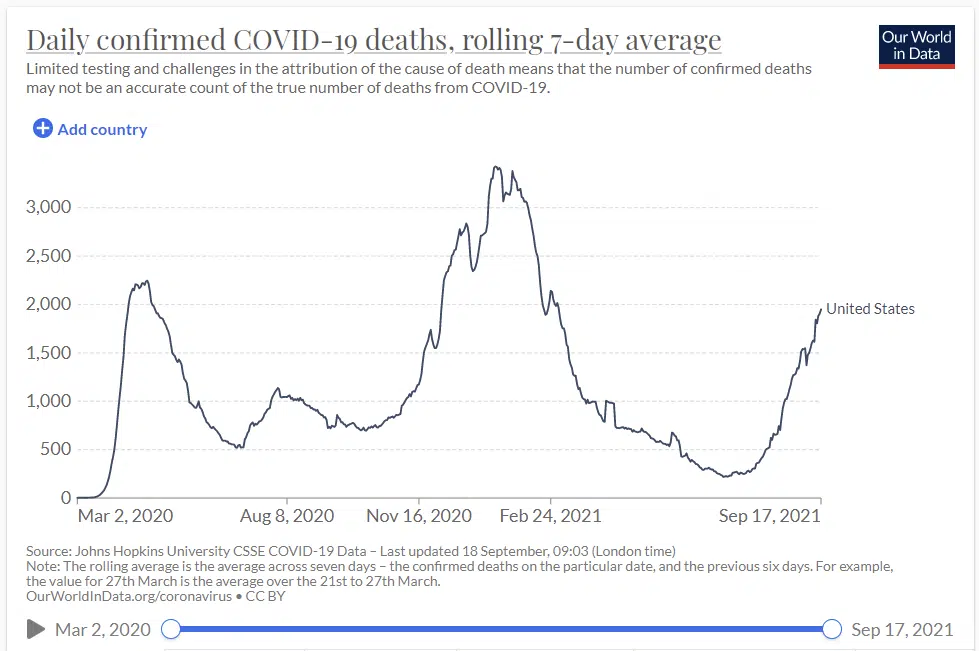 Daily confirmed COVID-19 deaths, rolling 7-day average
Our World
in Data
Limited testing and challenges in the attribution of the cause of death means that the number of confirmed deaths
may not be an accurate count of the true number of deaths from COVID-19.
Add country
3,000
2,500
2,000
1,500
1,000
500
0
United States
Mar 2, 2020
Aug 8, 2020
Nov 16, 2020
Feb 24, 2021
Sep 17, 2021
Source: Johns Hopkins University CSSE COVID-19 Data – Last updated 18 September, 09:03 (London time)
Note: The rolling average is the average across seven days – the confirmed deaths on the particular date, and the previous six days. For example,
the value for 27th March is the average over the 21st to 27th March.
OurWorldInData.org/coronavirus • CC BY
Mar 2, 2020
Sep 17, 2021